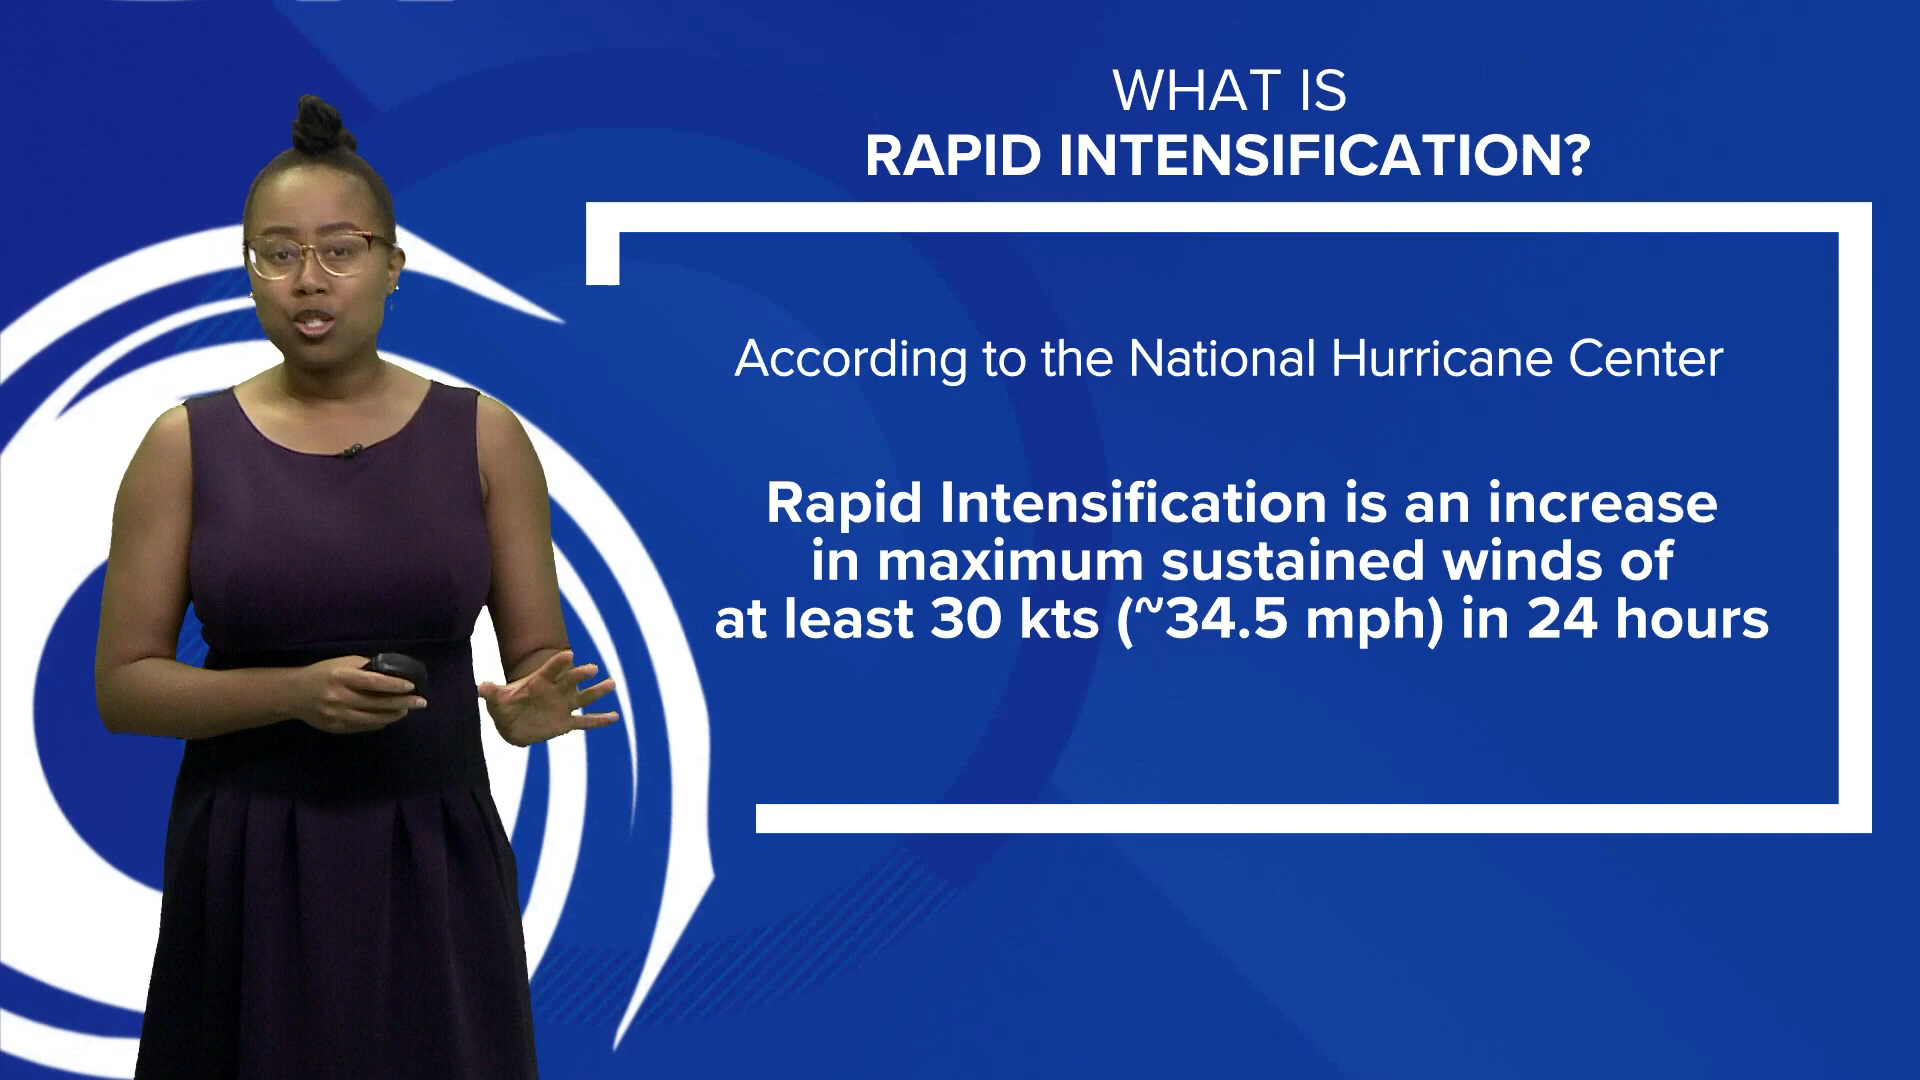 WHAT IS
RAPID INTENSIFICATION?
According to the National Hurricane Center
Rapid Intensification is an increase
in maximum sustained winds of
at least 30 kts (~34.5 mph) in 24 hours